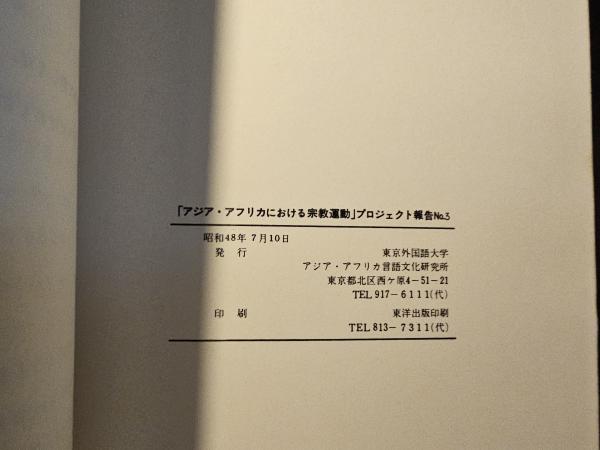 「アジア・アフリカにおける宗教運動」プロジェクト報告No.3
昭和48年 7月10日
発 行 東京外国語大学
アジア・アフリカ言語文化研究所
東京都北区西ケ原4-51-21
TEL 917-6111(代)
印 刷 東洋出版印刷
TEL 813-7311(代)